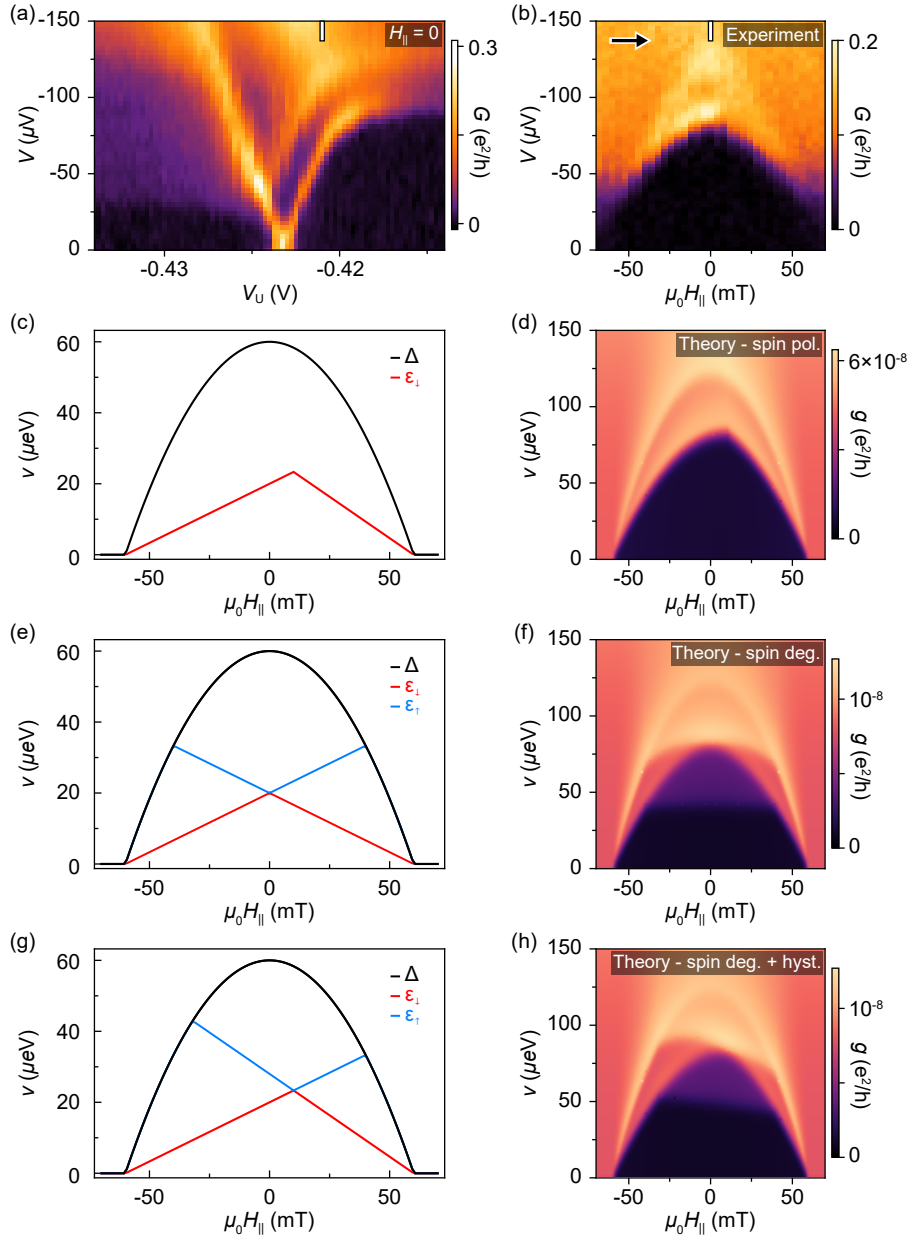 (a)
-150
-100
-50
0
V (µV)
H|| = 0
0.3
0
G (e²/h)
-0.43
-0.42
V_U (V)
(b)
-150
-100
-50
0
V (µV)
Experiment
0.2
0
G (e²/h)
-50
0
50
µ₀H|| (mT)
(c)
60
40
20
0
v (µeV)
Δ
ε↓
-50
0
50
µ₀H|| (mT)
(d)
150
100
50
0
v (µeV)
Theory - spin pol.
6×10⁻⁸
0
g (e²/h)
-50
0
50
µ₀H|| (mT)
(e)
60
40
20
0
v (µeV)
Δ
ε↓
ε↑
-50
0
50
µ₀H|| (mT)
(f)
150
100
50
0
v (µeV)
Theory - spin deg.
10⁻⁸
0
g (e²/h)
-50
0
50
µ₀H|| (mT)
(g)
60
40
20
0
v (µeV)
Δ
ε↓
ε↑
-50
0
50
µ₀H|| (mT)
(h)
150
100
50
0
v (µeV)
Theory - spin deg. + hyst.
10⁻⁸
0
g (e²/h)
-50
0
50
µ₀H|| (mT)